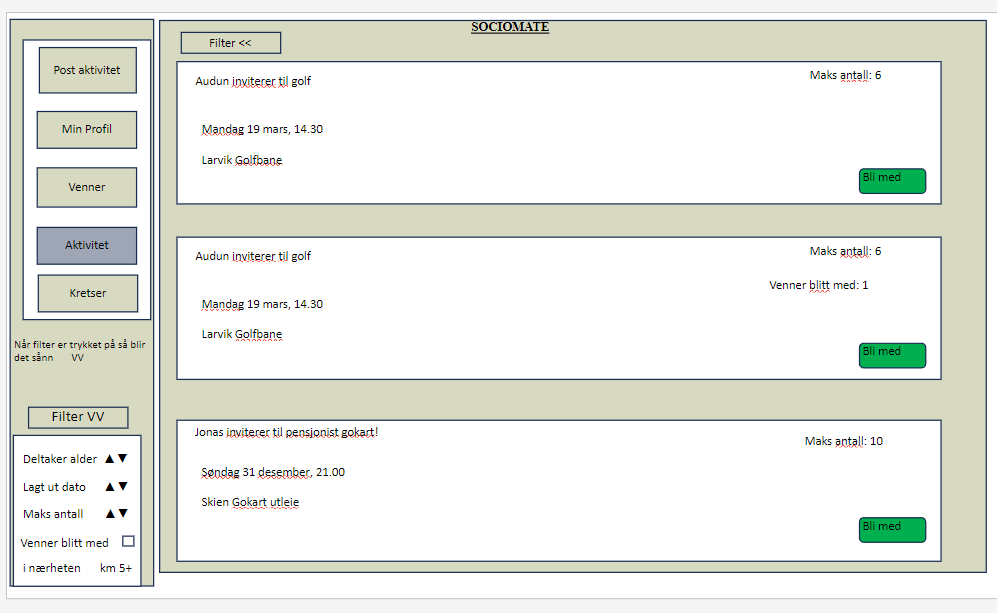 SOCIOMATE
Post aktivitet
Min Profil
Venner
Aktivitet
Kretser
Når filter er trykket på så blir
det sånn VV
Filter VV
Deltaker alder ▲▼
Lagt ut dato ▲▼
Maks antall ▲▼
Venner blitt med
i nærheten km 5+
Filter <<
Audun inviterer til golf
Maks antall: 6
Mandag 19 mars, 14.30
Larvik Golfbane
Bli med
Audun inviterer til golf
Maks antall: 6
Venner blitt med: 1
Mandag 19 mars, 14.30
Larvik Golfbane
Bli med
Jonas inviterer til pensjonist gokart!
Maks antall: 10
Søndag 31 desember, 21.00
Skien Gokart utleie
Bli med